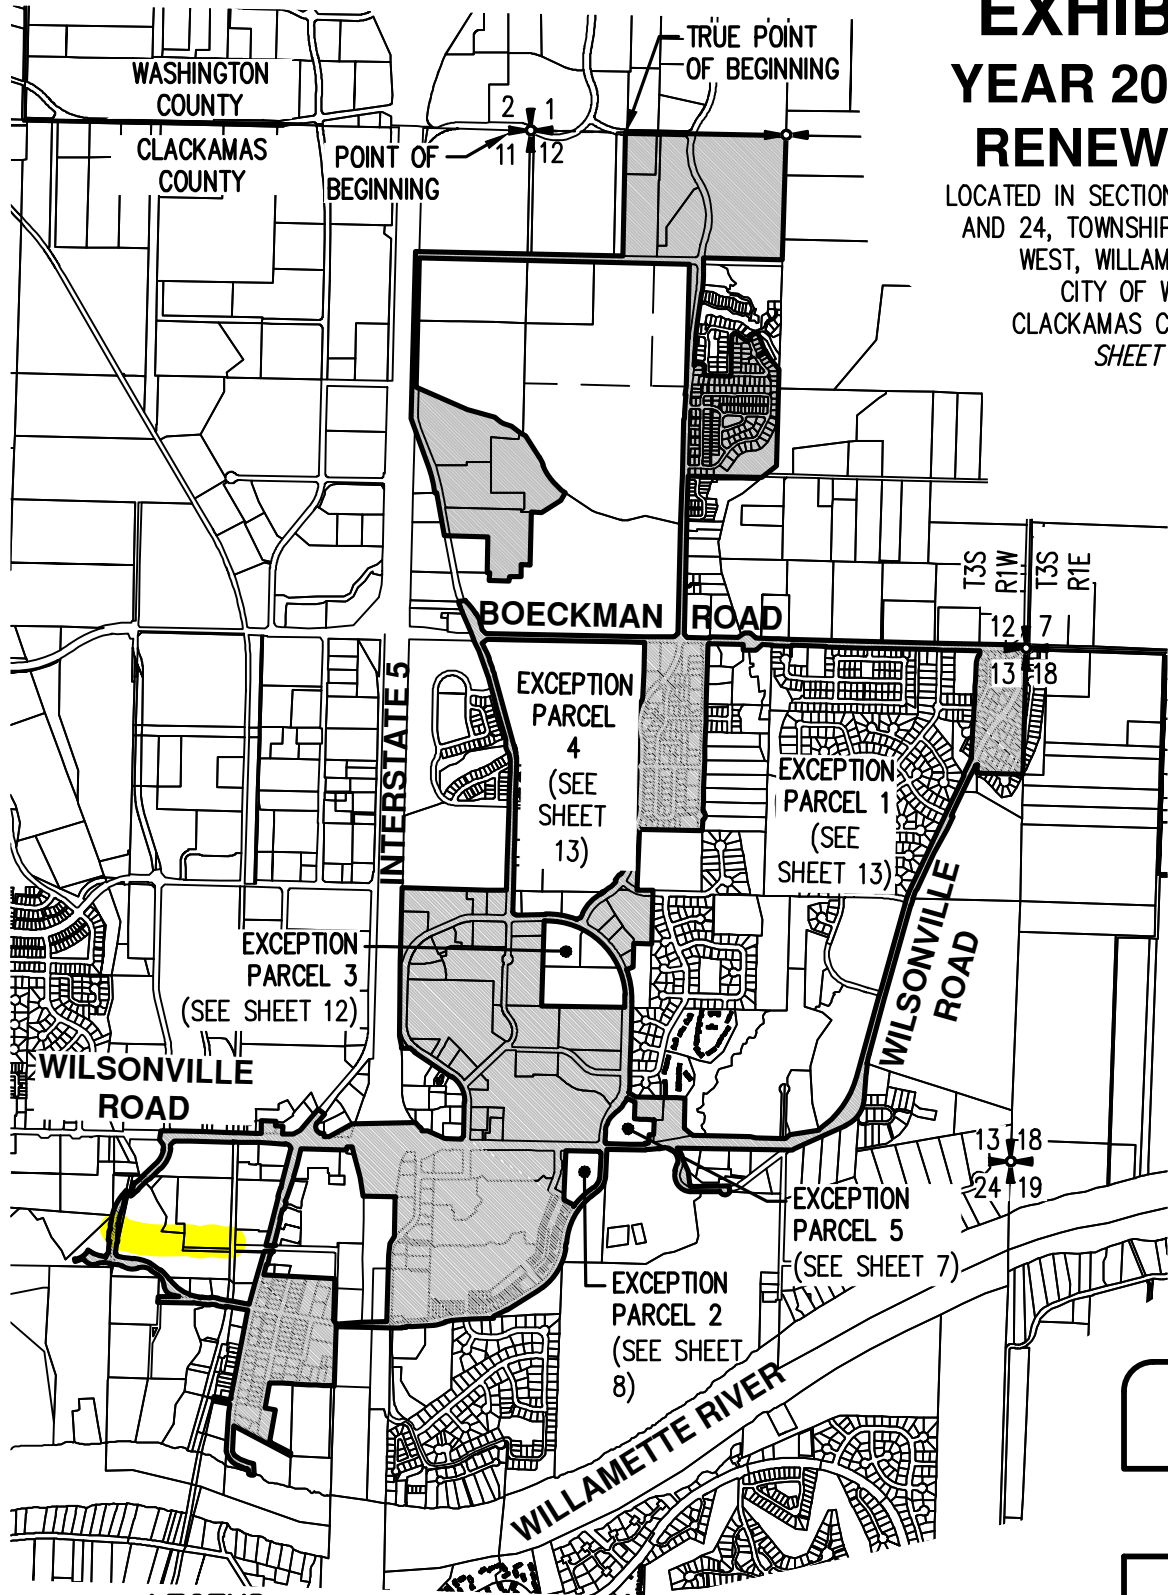 EXHIB
YEAR 20
RENEW
LOCATED IN SECTION
AND 24, TOWNSHIP
WEST, WILLAM
CITY OF W
CLACKAMAS C
SHEET
TRUE POINT
OF BEGINNING
WASHINGTON
COUNTY
CLACKAMAS
COUNTY
2 1
11 12
POINT OF
BEGINNING
T3S
R1W
T3S
R1E
12 7
13 18
BOECKMAN ROAD
INTERSTATE 5
EXCEPTION
PARCEL
4
(SEE
SHEET
13)
EXCEPTION
PARCEL 1
(SEE
SHEET 13)
WILSONVILLE
ROAD
EXCEPTION
PARCEL 3
(SEE SHEET 12)
WILSONVILLE
ROAD
13 18
24 19
EXCEPTION
PARCEL 5
(SEE SHEET 7)
EXCEPTION
PARCEL 2
(SEE SHEET
8)
WILLAMETTE RIVER